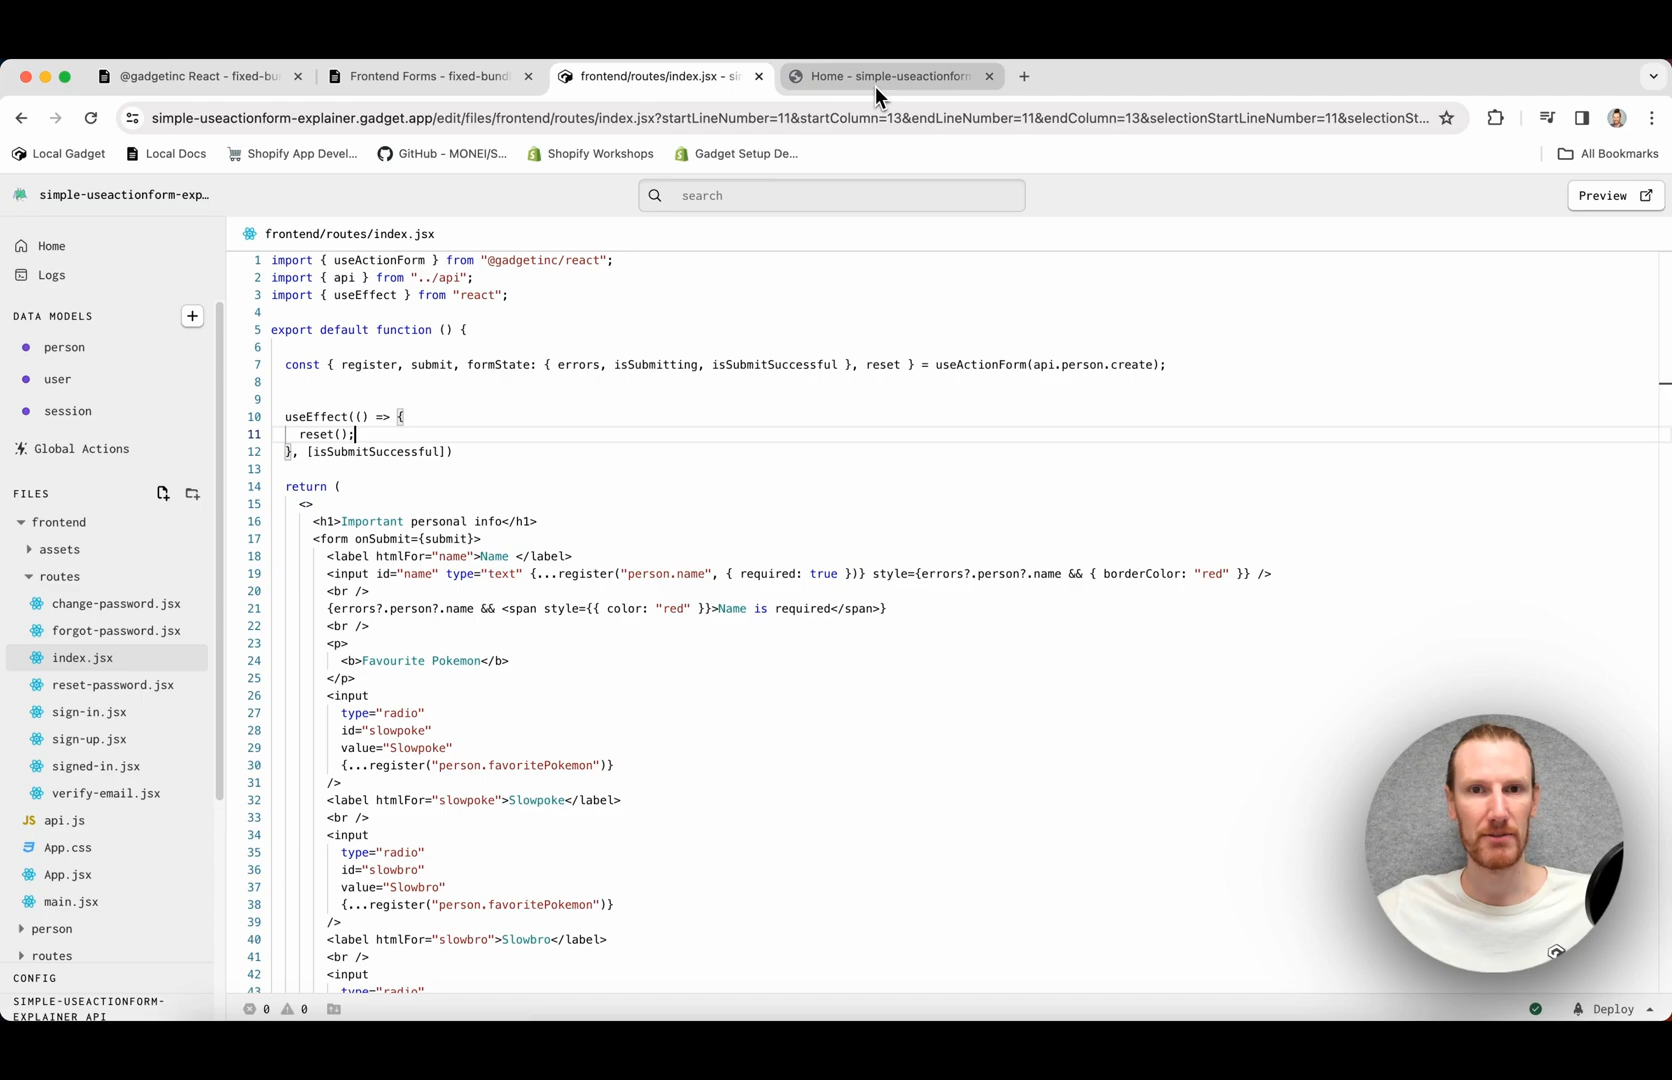 @gadgetinc React - fixed-bu
Frontend Forms - fixed-bund
frontend/routes/index.jsx - si
Home - simple-useactionform
simple-useactionform-explainer.gadget.app/edit/files/frontend/routes/index.jsx?startLineNumber=11&startColumn=13&endLineNumber=11&endColumn=13&selectionStartLineNumber=11&selectionSt...
Local Gadget
Local Docs
Shopify App Devel...
GitHub - MONEI/S...
Shopify Workshops
Gadget Setup De...
All Bookmarks
simple-useactionform-exp...
search
Preview
Home
Logs
DATA MODELS
person
user
session
Global Actions
FILES
frontend
assets
routes
change-password.jsx
forgot-password.jsx
index.jsx
reset-password.jsx
sign-in.jsx
sign-up.jsx
signed-in.jsx
verify-email.jsx
JS api.js
App.css
App.jsx
main.jsx
person
routes
CONFIG
SIMPLE-USEACTIONFORM-
EXPLAINER API
frontend/routes/index.jsx
1 import { useActionForm } from "@gadgetinc/react";
2 import { api } from "../api";
3 import { useEffect } from "react";
4
5 export default function () {
6
7 const { register, submit, formState: { errors, isSubmitting, isSubmitSuccessful }, reset } = useActionForm(api.person.create);
8
9
10 useEffect(() => {
11 reset();
12 }, [isSubmitSuccessful])
13
14 return (
15 <>
16 <h1>Important personal info</h1>
17 <form onSubmit={submit}>
18 <label htmlFor="name">Name </label>
19 <input id="name" type="text" {...register("person.name", { required: true })} style={errors?.person?.name && { borderColor: "red" }} />
20 <br />
21 {errors?.person?.name && <span style={{ color: "red" }}>Name is required</span>}
22 <br />
23 <p>
24 <b>Favourite Pokemon</b>
25 </p>
26 <input
27 type="radio"
28 id="slowpoke"
29 value="Slowpoke"
30 {...register("person.favoritePokemon")}
31 />
32 <label htmlFor="slowpoke">Slowpoke</label>
33 <br />
34 <input
35 type="radio"
36 id="slowbro"
37 value="Slowbro"
38 {...register("person.favoritePokemon")}
39 />
40 <label htmlFor="slowbro">Slowbro</label>
41 <br />
42 <input
43 type="radio"
0
0
Deploy